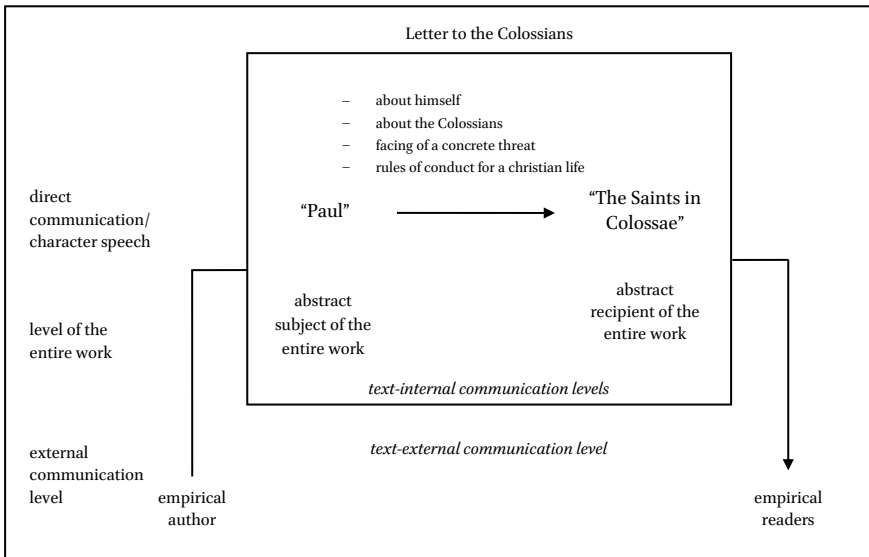 Letter to the Colossians
– about himself
– about the Colossians
– facing of a concrete threat
– rules of conduct for a christian life
direct
communication/
character speech
“Paul”
“The Saints in
Colossae”
level of the
entire work
abstract
subject of the
entire work
abstract
recipient of the
entire work
text-internal communication levels
text-external communication level
external
communication
level
empirical
author
empirical
readers